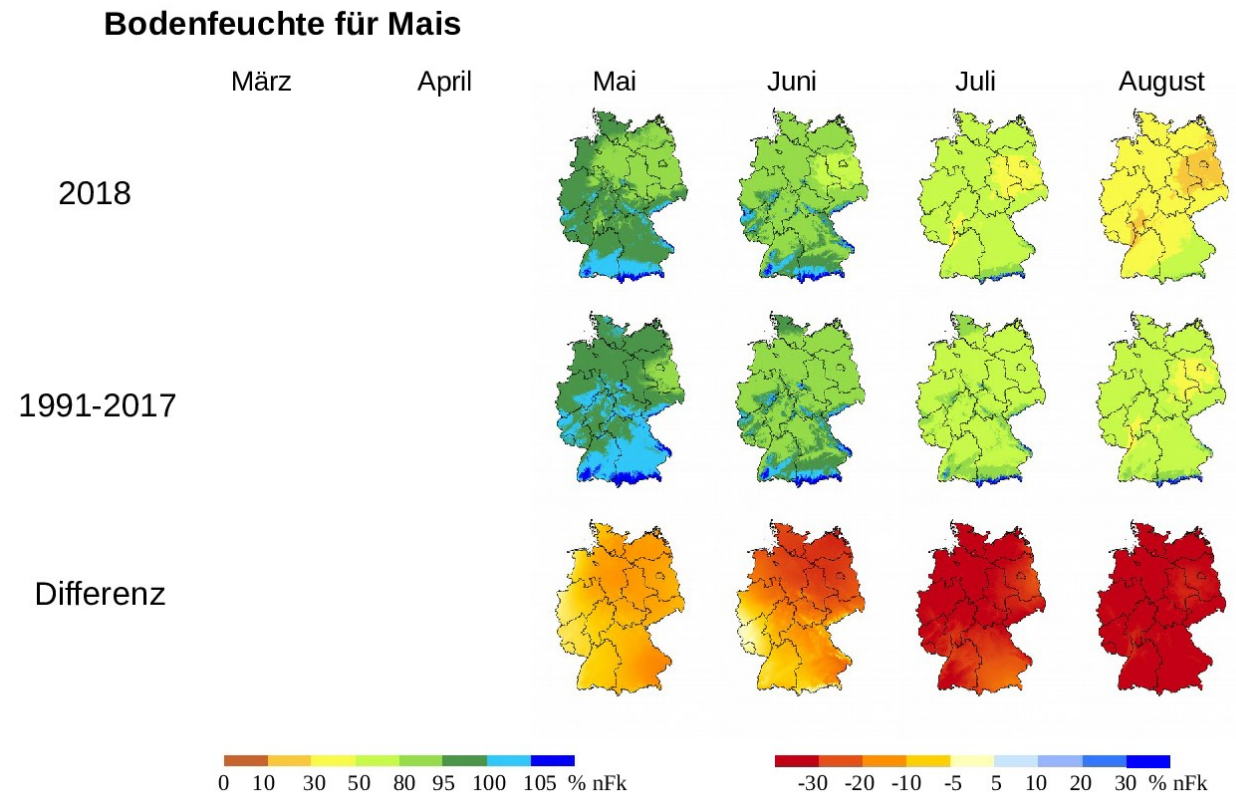 Bodenfeuchte für Mais
März April Mai Juni Juli August
2018
1991-2017
Differenz
0 10 30 50 80 95 100 105 % nFk
-30 -20 -10 -5 5 10 20 30 % nFk